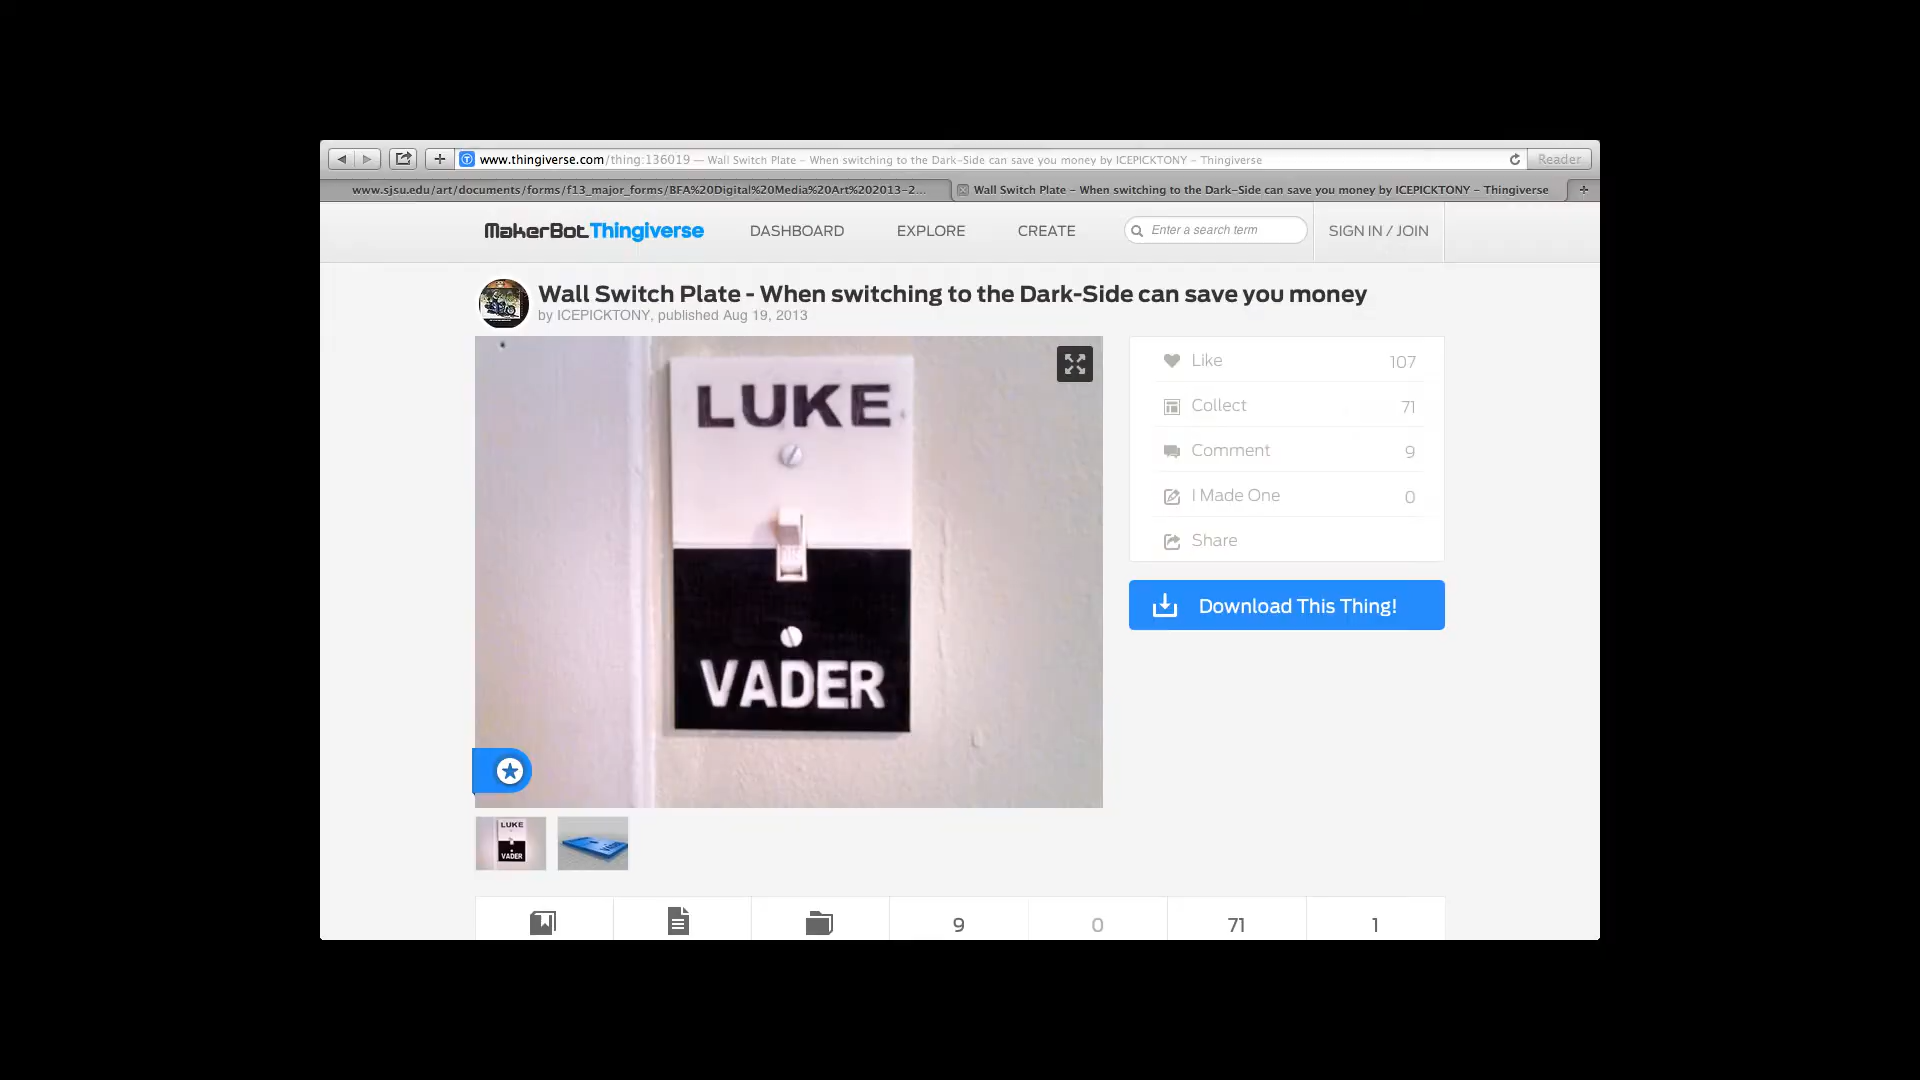 www.thingiverse.com/thing:136019 — Wall Switch Plate – When switching to the Dark-Side can save you money by ICEPICKTONY – Thingiverse
Reader
www.sjsu.edu/art/documents/forms/f13_major_forms/BFA%20Digital%20Media%20Art%202013-2...
Wall Switch Plate – When switching to the Dark-Side can save you money by ICEPICKTONY – Thingiverse
MakerBot Thingiverse
DASHBOARD
EXPLORE
CREATE
Enter a search term
SIGN IN / JOIN
Wall Switch Plate - When switching to the Dark-Side can save you money
by ICEPICKTONY, published Aug 19, 2013
LUKE
VADER
Like 107
Collect 71
Comment 9
I Made One 0
Share
Download This Thing!
LUKE
VADER
9
0
71
1